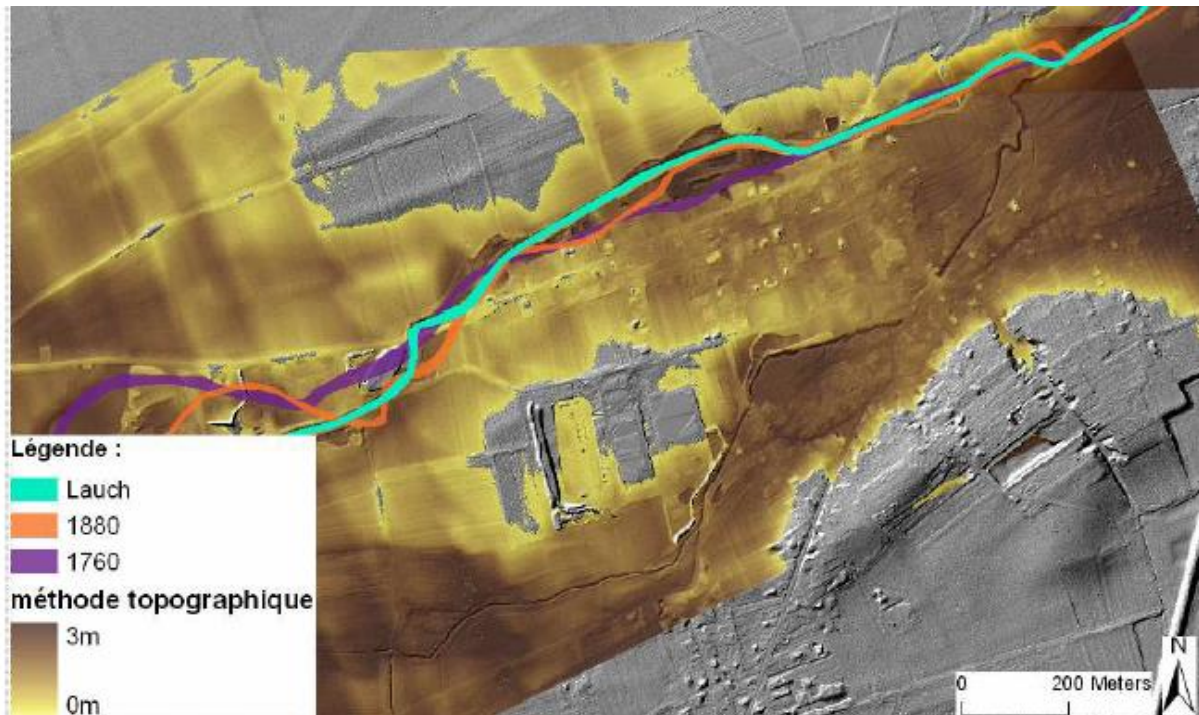 Légende :
Lauch
1880
1760
méthode topographique
3m
0m
N
0 200 Meters